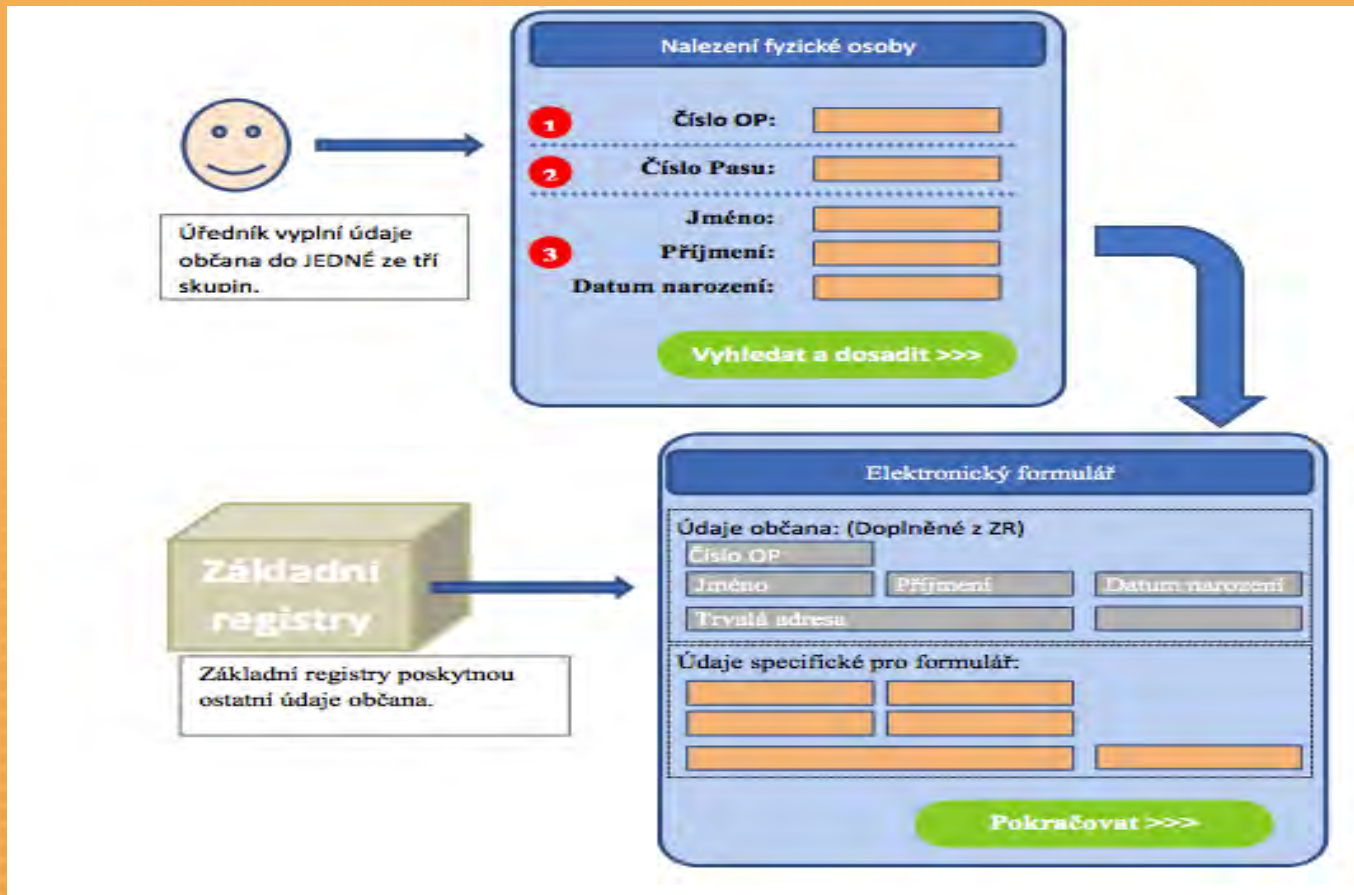 Nalezení fyzické osoby
1 Číslo OP:
2 Číslo Pasu:
Jméno:
3 Příjmení:
Datum narození:
Vyhledat a dosadit >>>
Úředník vyplní údaje
občana do JEDNÉ ze tří
skupin.
Elektronický formulář
Údaje občana: (Doplněné z ZR)
Číslo OP
Jméno Příjmení Datum narození
Trvalá adresa
Údaje specifické pro formulář:
Pokračovat >>>
Základní
registry
Základní registry poskytnou
ostatní údaje občana.